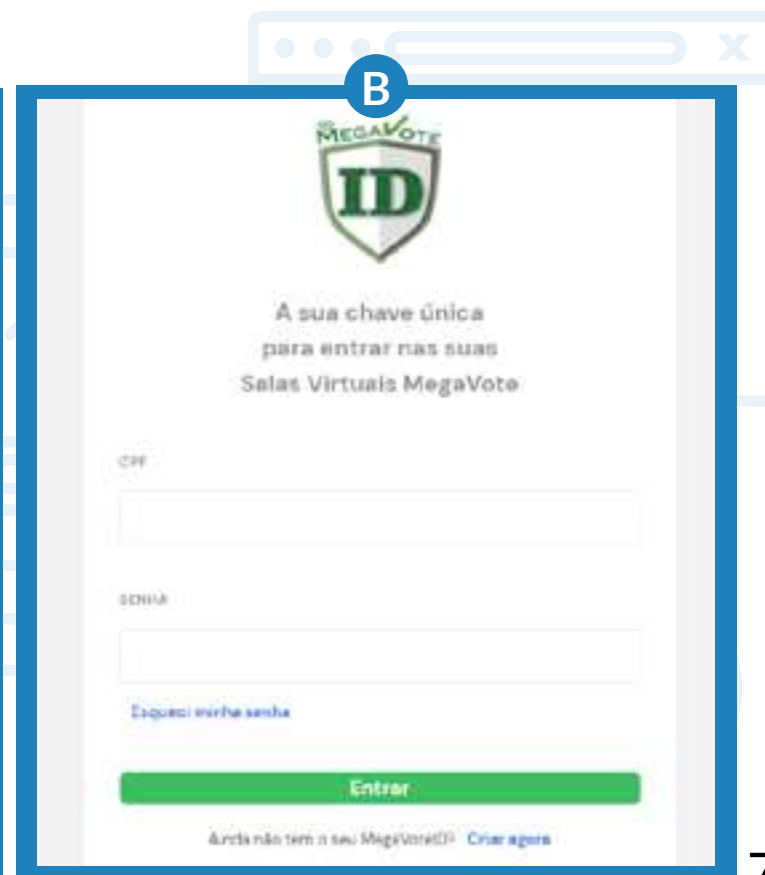 B
MEGAVOTE
ID
A sua chave única
para entrar nas suas
Salas Virtuais MegaVote
CPF
SENHA
Esqueci minha senha
Entrar
Ainda não tem o seu MegaVoteID? Criar agora
7